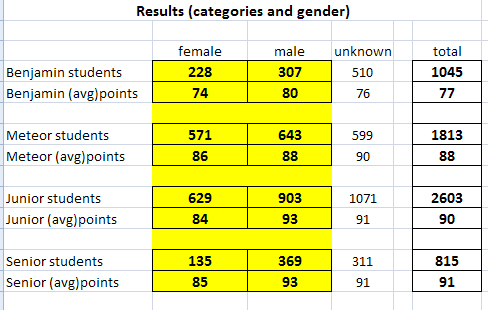 Results (categories and gender)
female male unknown total
Benjamin students 228 307 510 1045
Benjamin (avg)points 74 80 76 77
Meteor students 571 643 599 1813
Meteor (avg)points 86 88 90 88
Junior students 629 903 1071 2603
Junior (avg)points 84 93 91 90
Senior students 135 369 311 815
Senior (avg)points 85 93 91 91